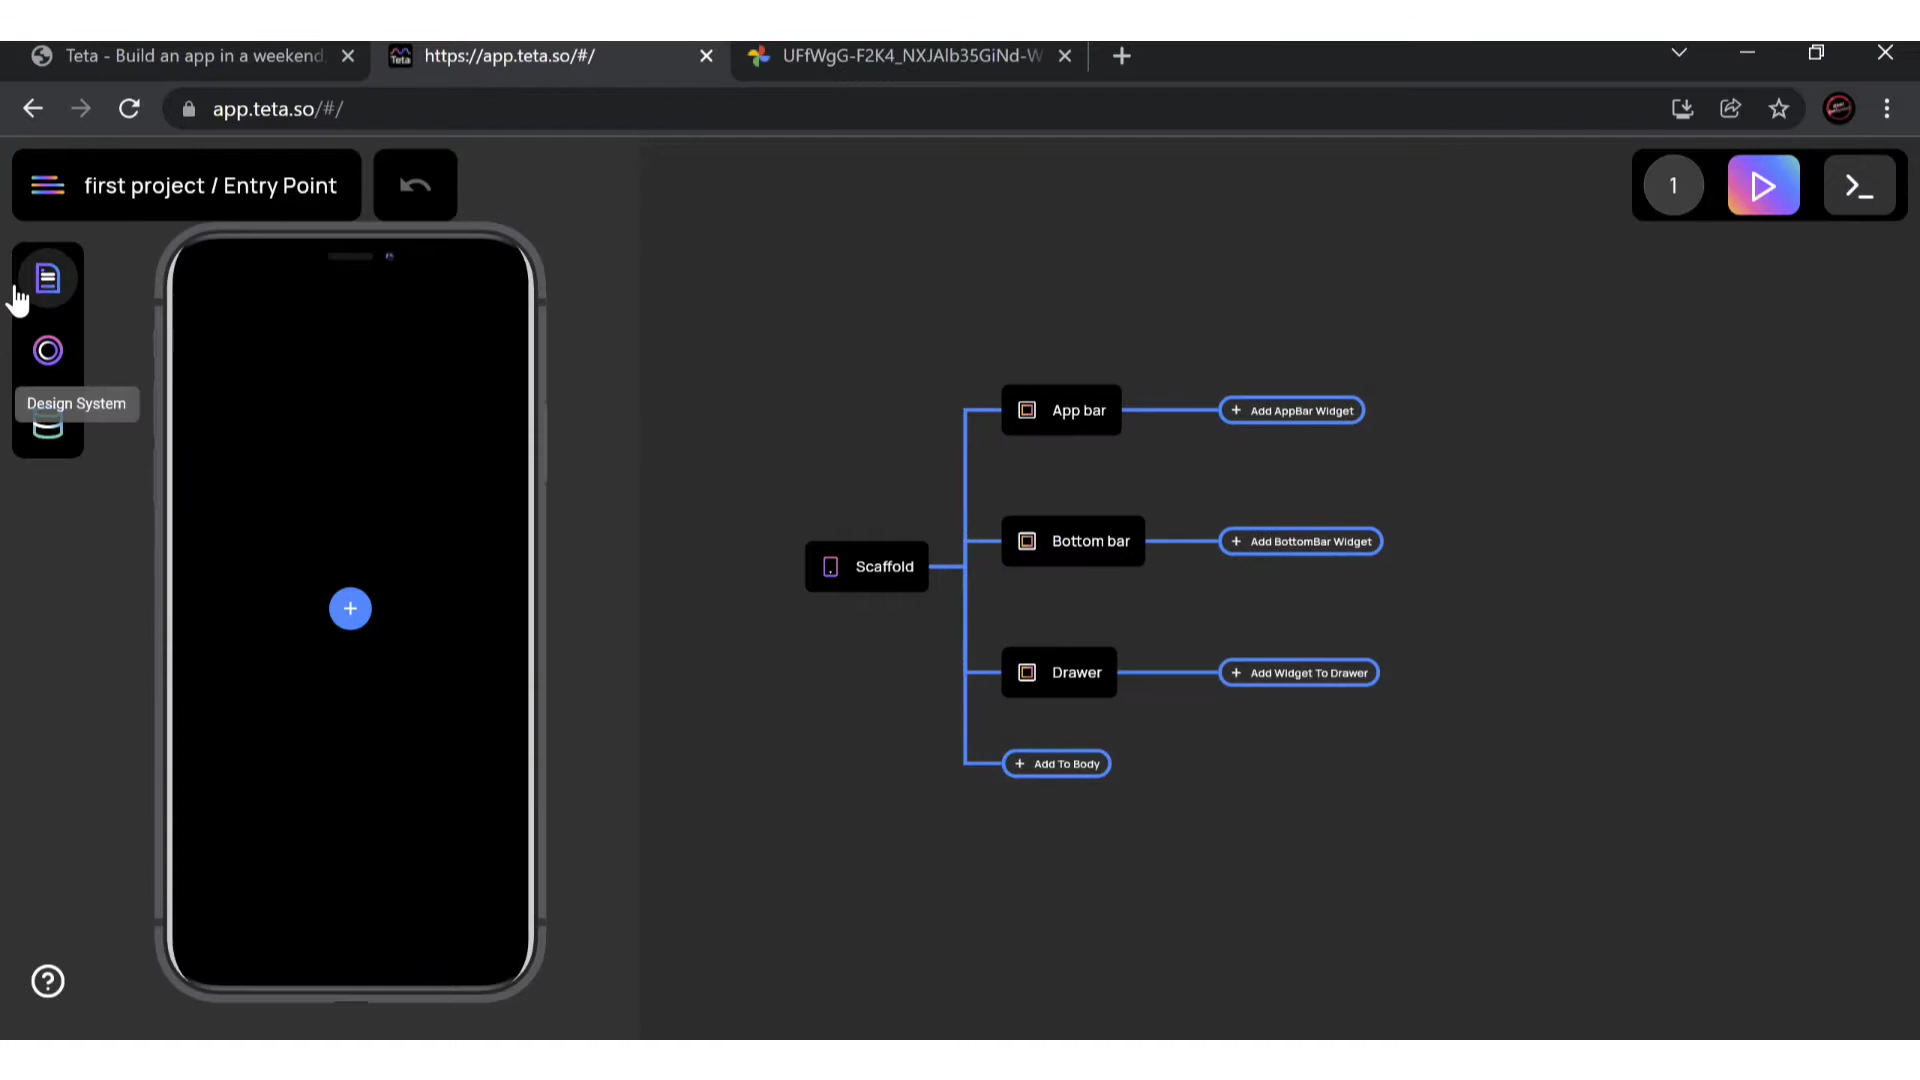 Teta - Build an app in a weekend,
Teta
https://app.teta.so/#/
UFfWgG-F2K4_NXJAlb35GiNd-W
app.teta.so/#/
first project / Entry Point
1
Design System
App bar
+ Add AppBar Widget
Bottom bar
+ Add BottomBar Widget
Scaffold
Drawer
+ Add Widget To Drawer
+ Add To Body